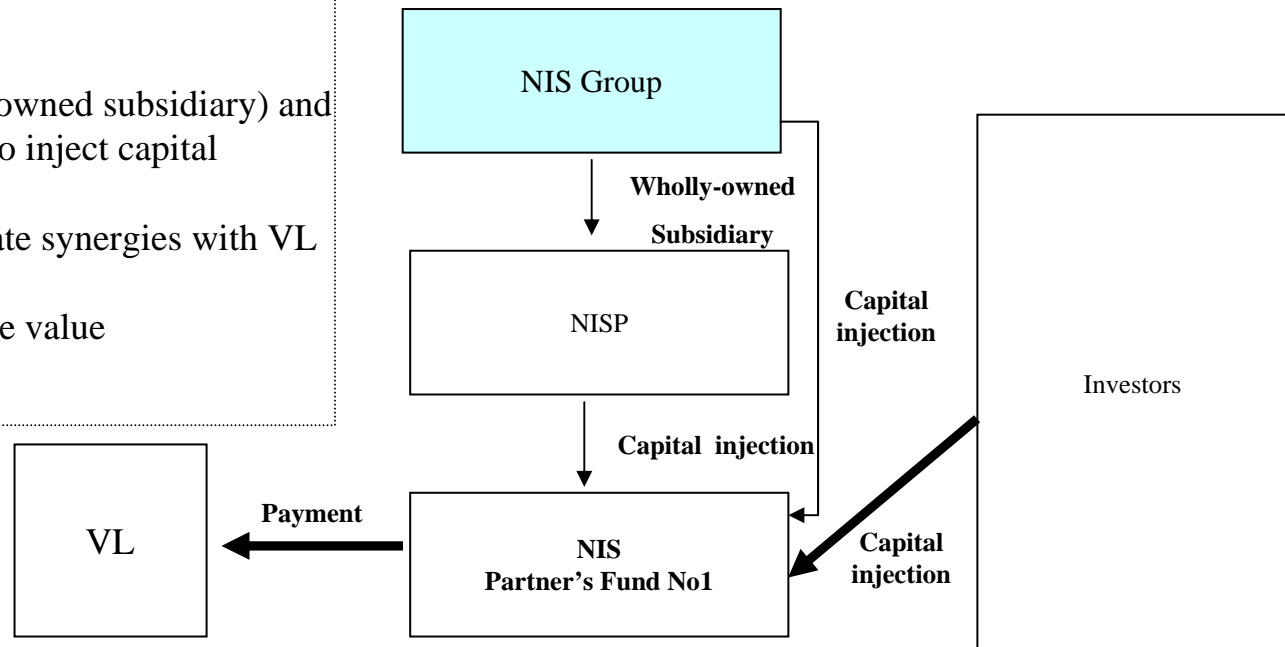 owned subsidiary) and
o inject capital
ate synergies with VL
e value
NIS Group
Wholly-owned
Subsidiary
NISP
Capital
injection
Investors
Capital injection
Payment
VL
NIS
Partner's Fund No1
Capital
injection